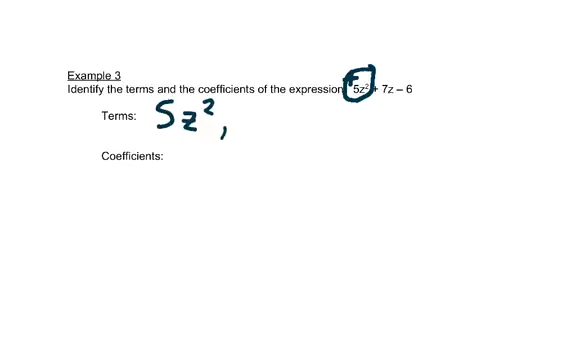 Example 3
Identify the terms and the coefficients of the expression 5z² + 7z – 6
Terms: 5z²,
Coefficients: